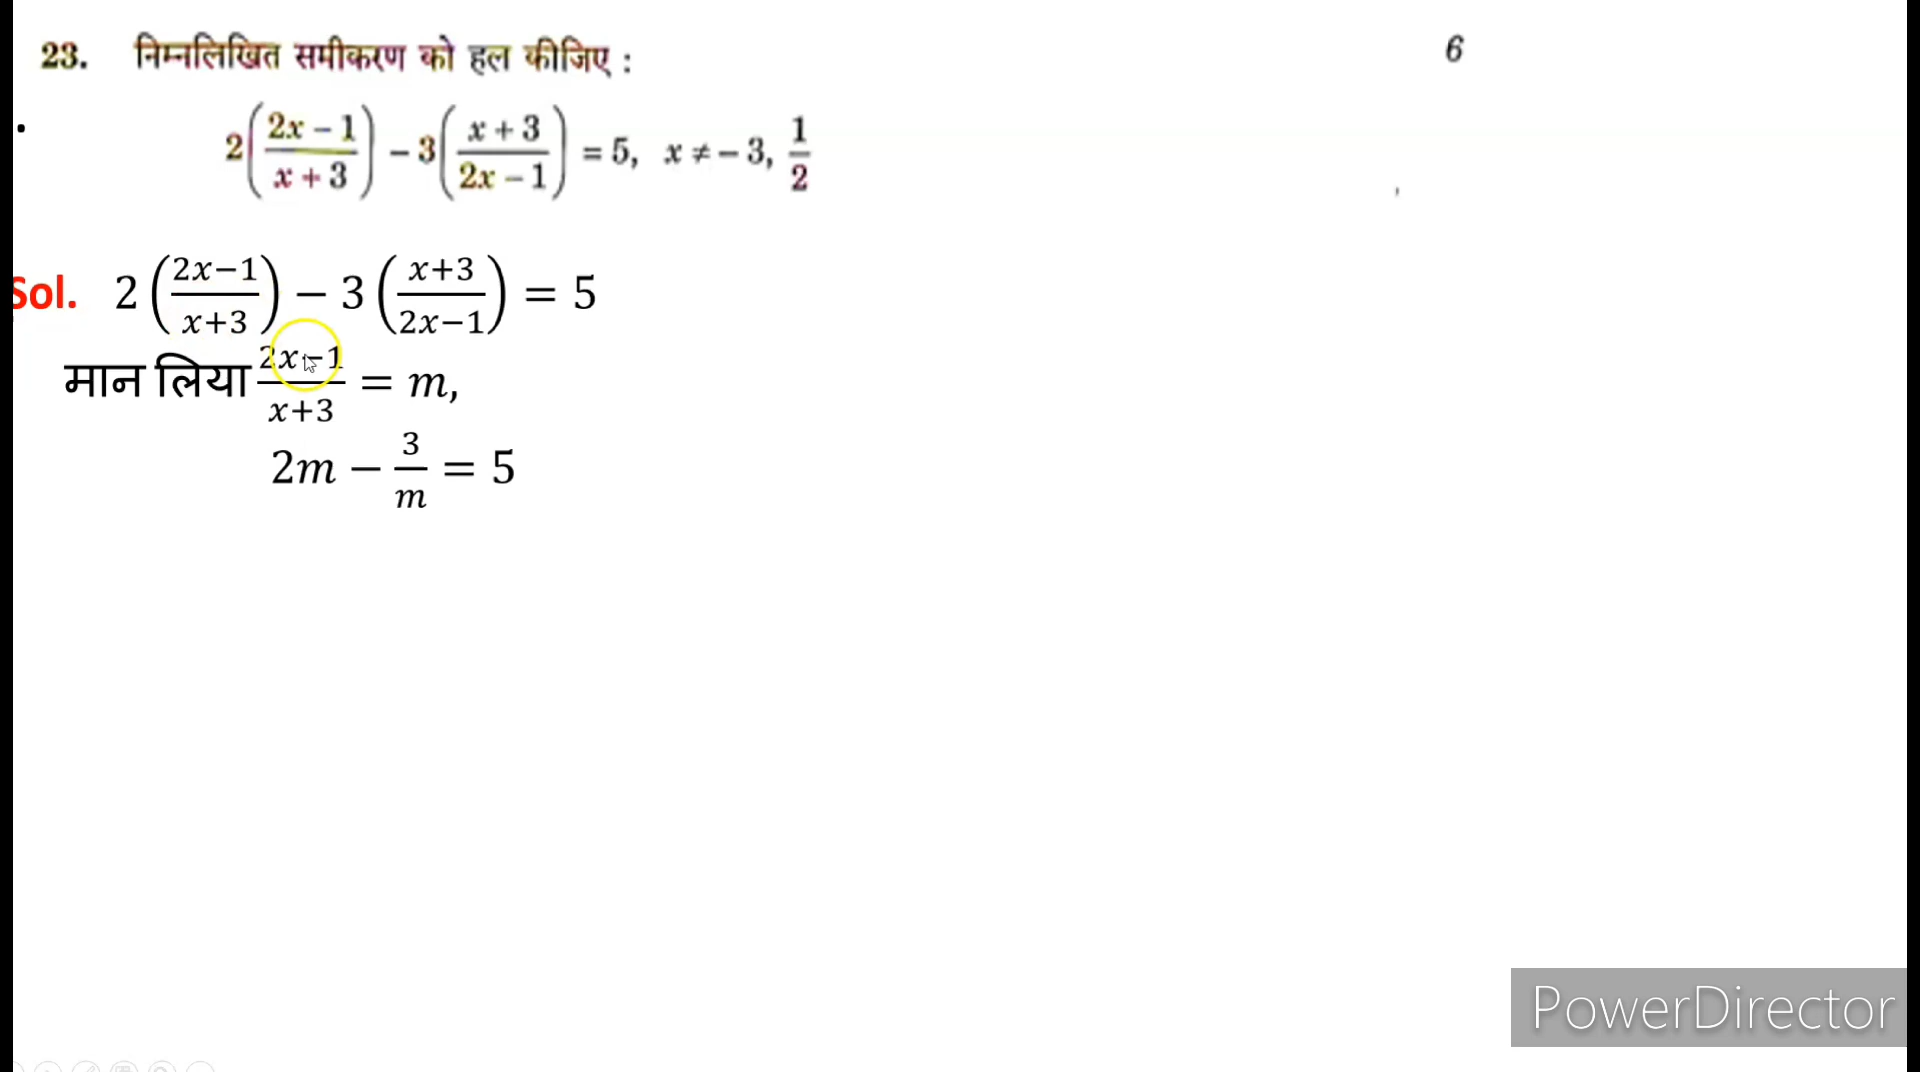 23. निम्नलिखित समीकरण को हल कीजिए : 6
2((2x − 1)/(x + 3)) − 3((x + 3)/(2x − 1)) = 5, x ≠ − 3, 1/2
Sol. 2((2x−1)/(x+3)) − 3((x+3)/(2x−1)) = 5
मान लिया (2x−1)/(x+3) = m,
2m − 3/m = 5
PowerDirector